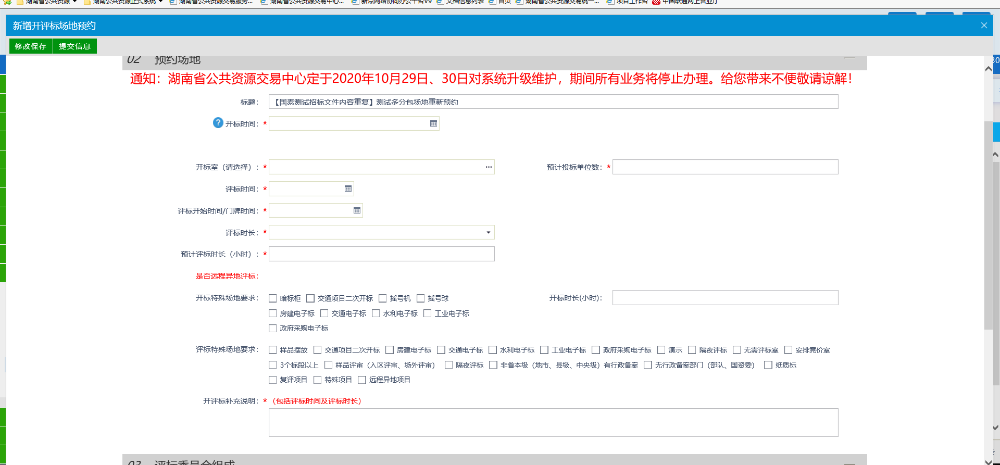 湖南省公共资源 湖南公共资源正式系统 湖南省公共资源交易服务... 湖南省公共资源交易中心... 新点网络协同办公平台V9 文档信息列表 首页 湖南省公共资源交易统一... 项目工作台 中国联通网上营业厅
新增开评标场地预约
修改保存 提交信息
02 预约场地
通知：湖南省公共资源交易中心定于2020年10月29日、30日对系统升级维护，期间所有业务将停止办理。给您带来不便敬请谅解！
标题： 【国泰测试招标文件内容重复】测试多分包场地重新预约
? 开标时间：*
开标室（请选择）：* ... 预计投标单位数：*
评标时间：*
评标开始时间/门牌时间：*
评标时长：*
预计评标时长（小时）：*
是否远程异地评标：
开标特殊场地要求： 暗标柜 交通项目二次开标 摇号机 摇号球 开标时长(小时)：
房建电子标 交通电子标 水利电子标 工业电子标
政府采购电子标
评标特殊场地要求： 样品摆放 交通项目二次开标 房建电子标 交通电子标 水利电子标 工业电子标 政府采购电子标 演示 隔夜评标 无需评标室 安排竞价室
3个标段以上 样品评审（入区评审、场外评审） 隔夜评标 非省本级（地市、县级、中央级）有行政备案 无行政备案部门（部队、国资委） 纸质标
复评项目 特殊项目 远程异地项目
开评标补充说明：*（包括评标时间及评标时长）
03 评标委员会组成